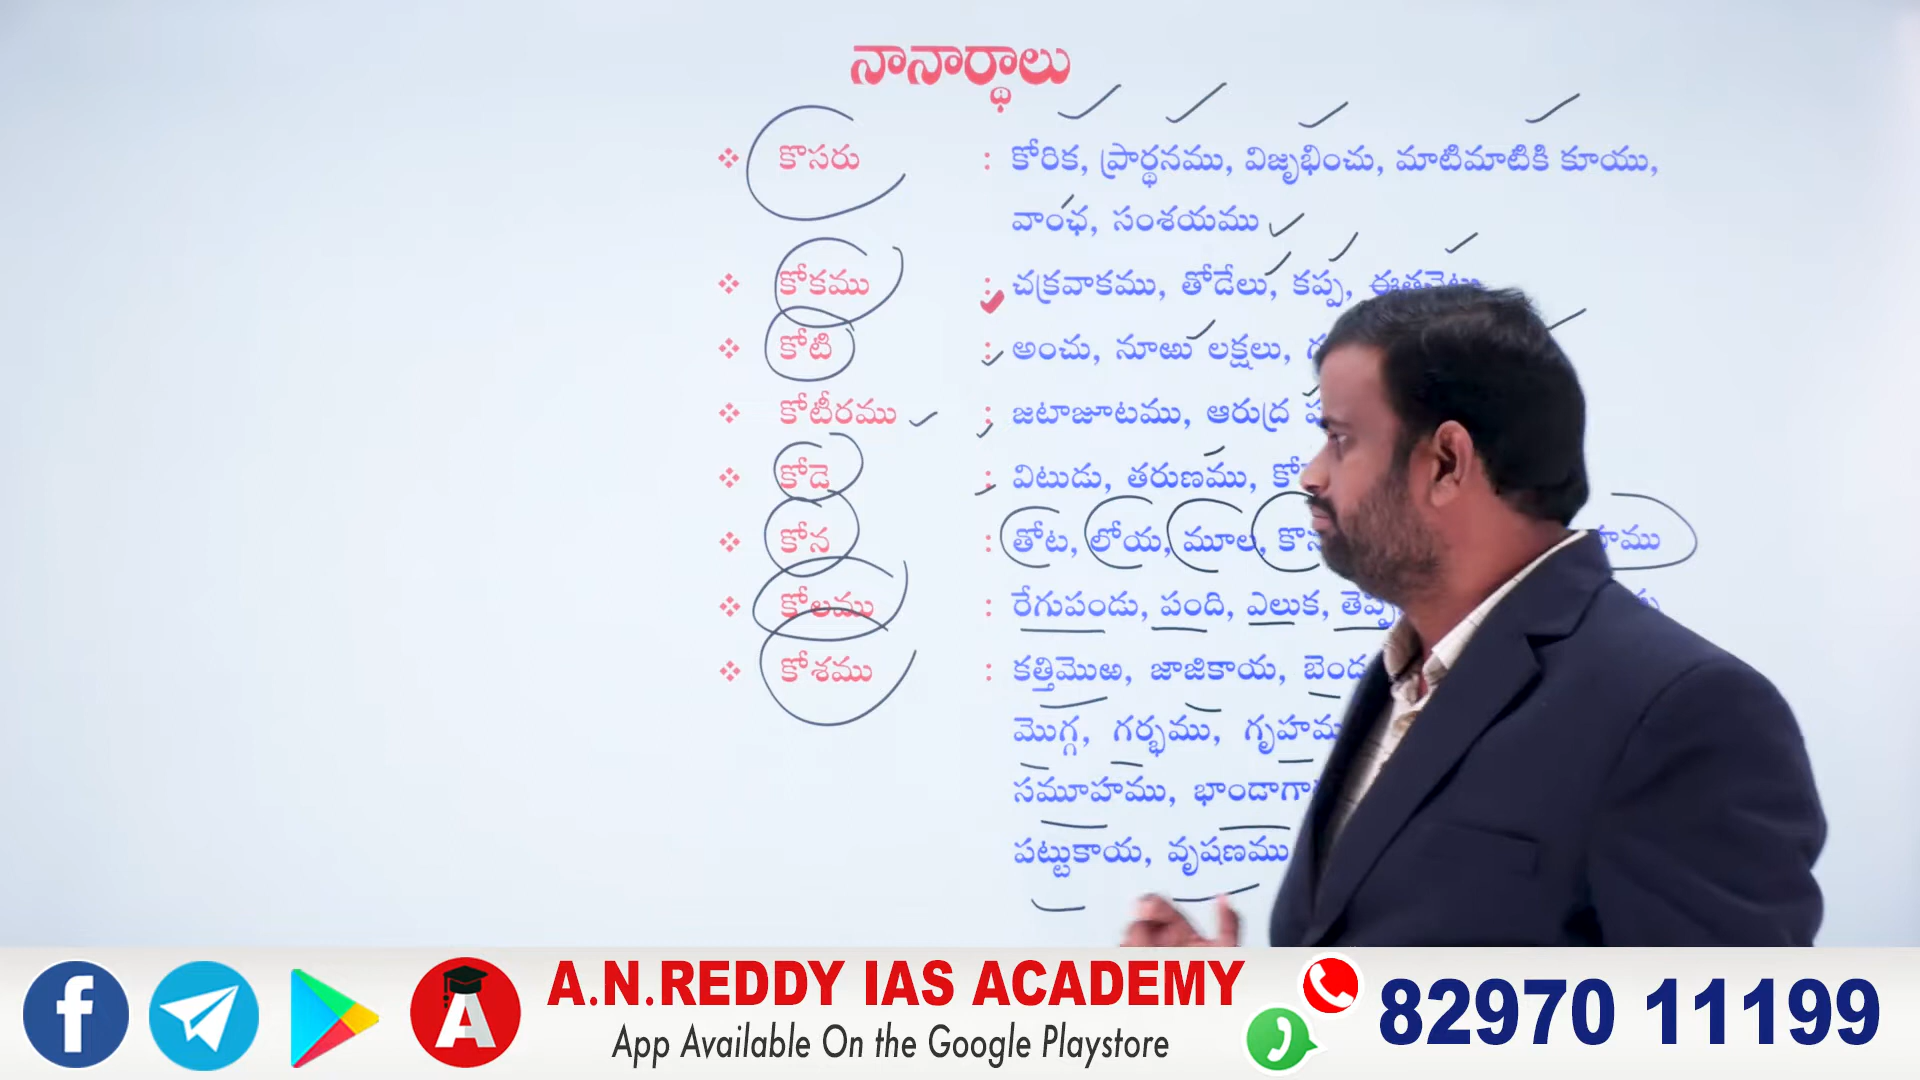 నానార్థాలు
❖ కొసరు : కోరిక, ప్రార్థనము, విజృభించు, మాటిమాటికి కూయు,
వాంఛ, సంశయము
❖ కోకము : చక్రవాకము, తోడేలు, కప్ప, ఈతచెట్టు
❖ కోటి : అంచు, నూఱు లక్షలు,
❖ కోటీరము : జటాజూటము, ఆరుద్ర
❖ కోడె : విటుడు, తరుణము,
❖ కోన : తోట, లోయ, మూల,
❖ కోలము : రేగుపండు, పంది, ఎలుక,
❖ కోశము : కత్తిమొఱ, జాజికాయ,
మొగ్గ, గర్భము,
సమూహము,
పట్టుకాయ, వృషణము
A.N.REDDY IAS ACADEMY
App Available On the Google Playstore
82970 11199